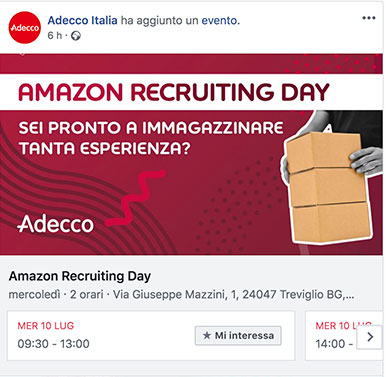 Adecco
Adecco Italia ha aggiunto un evento.
6 h ·
AMAZON RECRUITING DAY
SEI PRONTO A IMMAGAZZINARE
TANTA ESPERIENZA?
Adecco
Amazon Recruiting Day
mercoledì · 2 orari · Via Giuseppe Mazzini, 1, 24047 Treviglio BG,...
MER 10 LUG
09:30 - 13:00
★ Mi interessa
MER 10 LUG
14:00 -